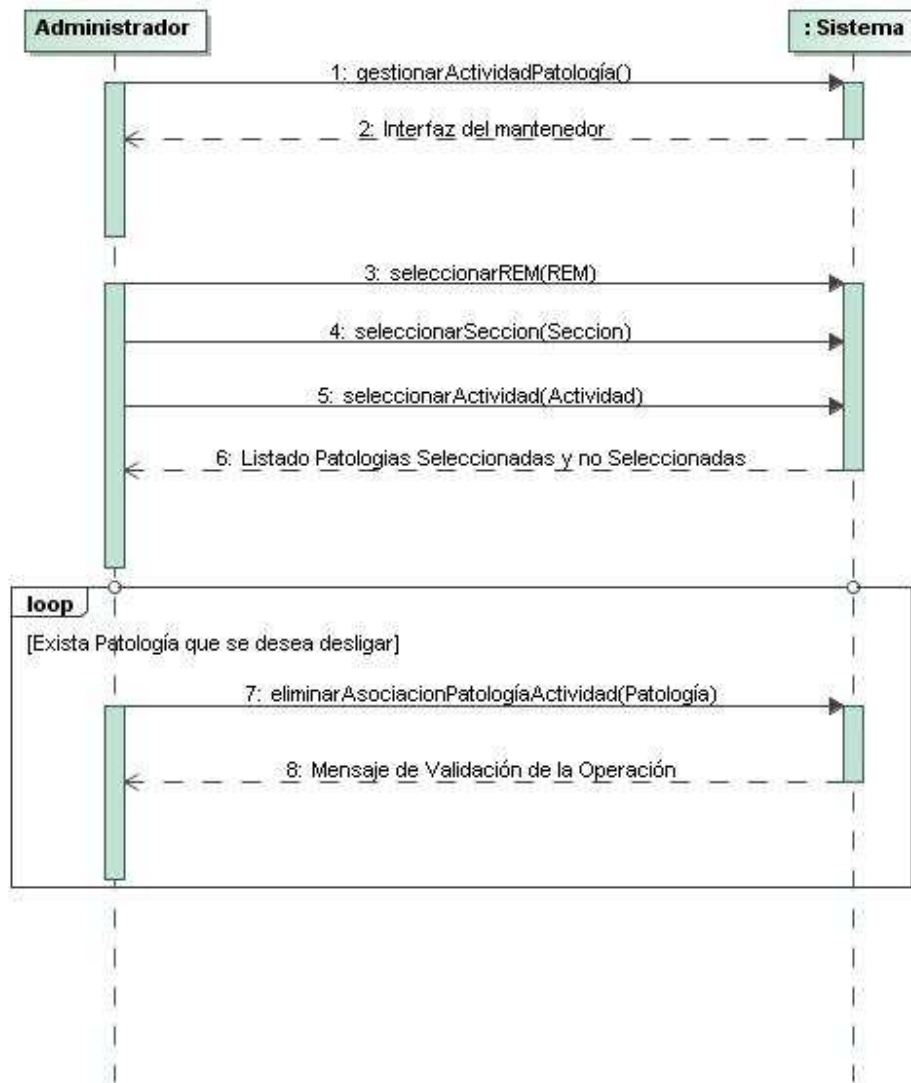 Administrador
: Sistema
1: gestionarActividadPatología()
2: Interfaz del mantenedor
3: seleccionarREM(REM)
4: seleccionarSeccion(Seccion)
5: seleccionarActividad(Actividad)
6: Listado Patologias Seleccionadas y no Seleccionadas
loop
[Exista Patología que se desea desligar]
7: eliminarAsociacionPatologíaActividad(Patología)
8: Mensaje de Validación de la Operación